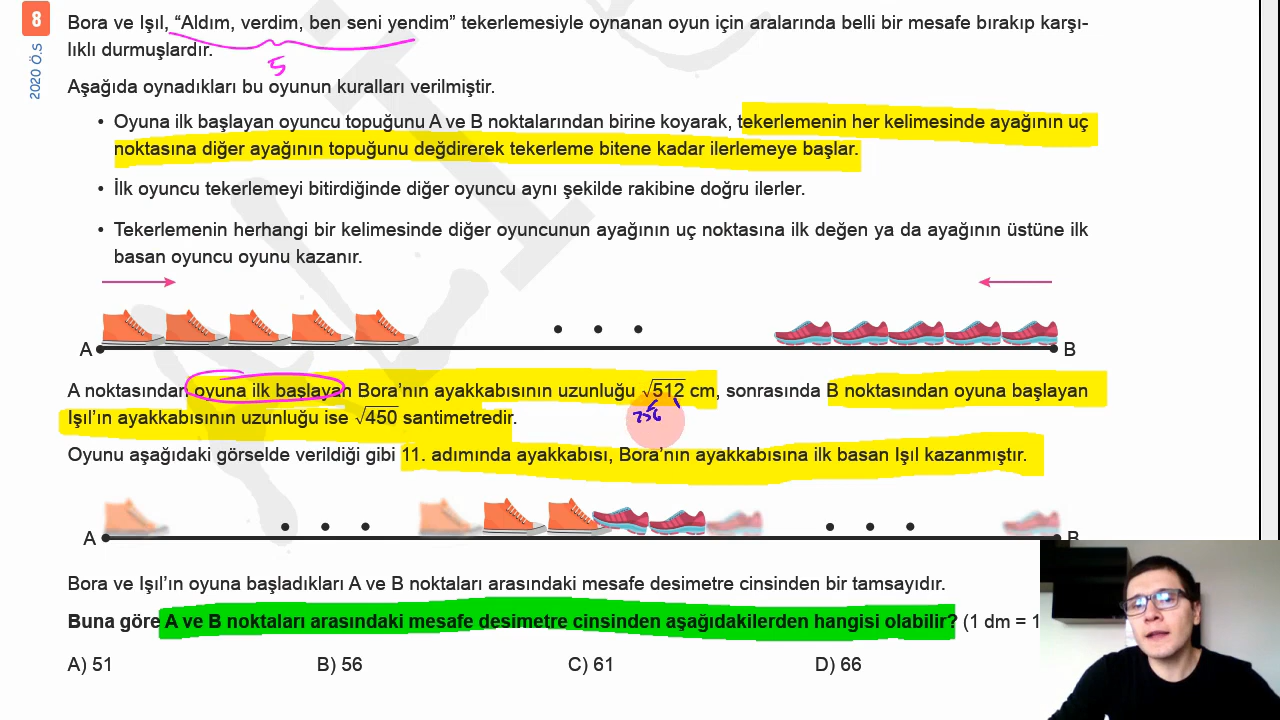 8
2020 Ö.S
Bora ve Işıl, “Aldım, verdim, ben seni yendim” tekerlemesiyle oynanan oyun için aralarında belli bir mesafe bırakıp karşı-
lıklı durmuşlardır.
5
Aşağıda oynadıkları bu oyunun kuralları verilmiştir.
• Oyuna ilk başlayan oyuncu topuğunu A ve B noktalarından birine koyarak, tekerlemenin her kelimesinde ayağının uç
noktasına diğer ayağının topuğunu değdirerek tekerleme bitene kadar ilerlemeye başlar.
• İlk oyuncu tekerlemeyi bitirdiğinde diğer oyuncu aynı şekilde rakibine doğru ilerler.
• Tekerlemenin herhangi bir kelimesinde diğer oyuncunun ayağının uç noktasına ilk değen ya da ayağının üstüne ilk
basan oyuncu oyunu kazanır.
A B
A noktasından oyuna ilk başlayan Bora’nın ayakkabısının uzunluğu √512 cm, sonrasında B noktasından oyuna başlayan
Işıl’ın ayakkabısının uzunluğu ise √450 santimetredir.
256
Oyunu aşağıdaki görselde verildiği gibi 11. adımında ayakkabısı, Bora’nın ayakkabısına ilk basan Işıl kazanmıştır.
A B
Bora ve Işıl’ın oyuna başladıkları A ve B noktaları arasındaki mesafe desimetre cinsinden bir tamsayıdır.
Buna göre A ve B noktaları arasındaki mesafe desimetre cinsinden aşağıdakilerden hangisi olabilir? (1 dm = 1
A) 51 B) 56 C) 61 D) 66